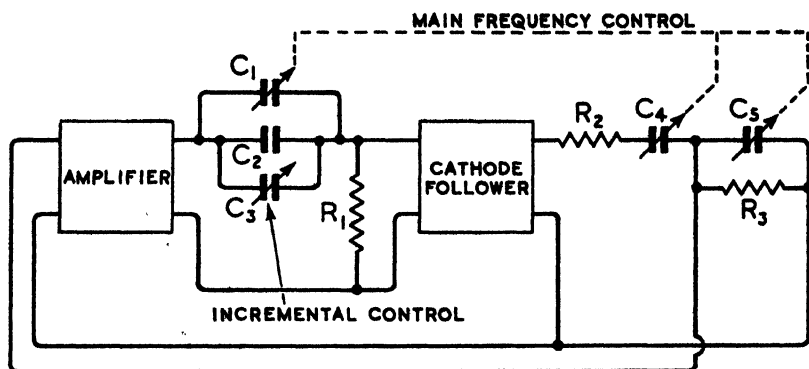 MAIN FREQUENCY CONTROL
C1
C2
C3
R1
AMPLIFIER
CATHODE
FOLLOWER
R2
C4
C5
R3
INCREMENTAL CONTROL